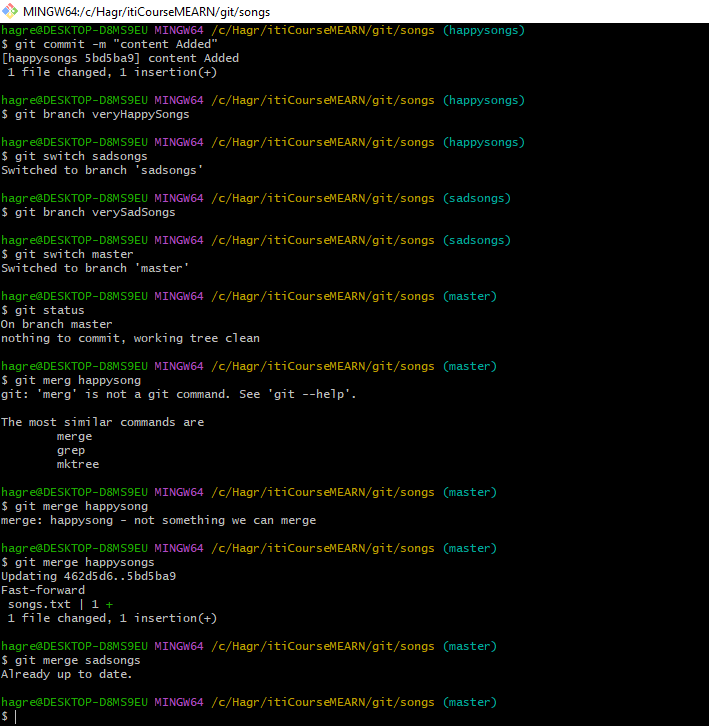 MINGW64:/c/Hagr/itiCourseMEARN/git/songs
hagre@DESKTOP-D8MS9EU MINGW64 /c/Hagr/itiCourseMEARN/git/songs (happysongs)
$ git commit -m "content Added"
[happysongs 5bd5ba9] content Added
 1 file changed, 1 insertion(+)
hagre@DESKTOP-D8MS9EU MINGW64 /c/Hagr/itiCourseMEARN/git/songs (happysongs)
$ git branch veryHappySongs
hagre@DESKTOP-D8MS9EU MINGW64 /c/Hagr/itiCourseMEARN/git/songs (happysongs)
$ git switch sadsongs
Switched to branch 'sadsongs'
hagre@DESKTOP-D8MS9EU MINGW64 /c/Hagr/itiCourseMEARN/git/songs (sadsongs)
$ git branch verySadSongs
hagre@DESKTOP-D8MS9EU MINGW64 /c/Hagr/itiCourseMEARN/git/songs (sadsongs)
$ git switch master
Switched to branch 'master'
hagre@DESKTOP-D8MS9EU MINGW64 /c/Hagr/itiCourseMEARN/git/songs (master)
$ git status
On branch master
nothing to commit, working tree clean
hagre@DESKTOP-D8MS9EU MINGW64 /c/Hagr/itiCourseMEARN/git/songs (master)
$ git merg happysong
git: 'merg' is not a git command. See 'git --help'.
The most similar commands are
        merge
        grep
        mktree
hagre@DESKTOP-D8MS9EU MINGW64 /c/Hagr/itiCourseMEARN/git/songs (master)
$ git merge happysong
merge: happysong - not something we can merge
hagre@DESKTOP-D8MS9EU MINGW64 /c/Hagr/itiCourseMEARN/git/songs (master)
$ git merge happysongs
Updating 462d5d6..5bd5ba9
Fast-forward
 songs.txt | 1 +
 1 file changed, 1 insertion(+)
hagre@DESKTOP-D8MS9EU MINGW64 /c/Hagr/itiCourseMEARN/git/songs (master)
$ git merge sadsongs
Already up to date.
hagre@DESKTOP-D8MS9EU MINGW64 /c/Hagr/itiCourseMEARN/git/songs (master)
$